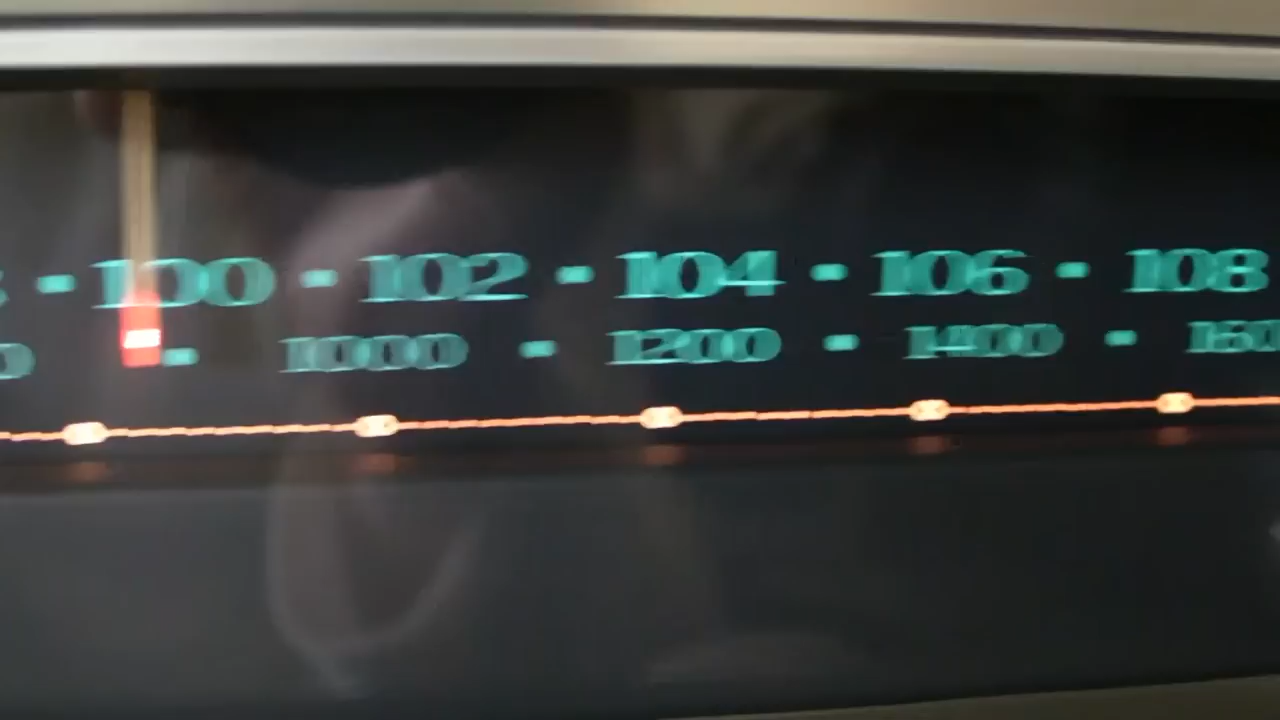 100 · 102 · 104 · 106 · 108
· 1000 · 1200 · 1400 ·